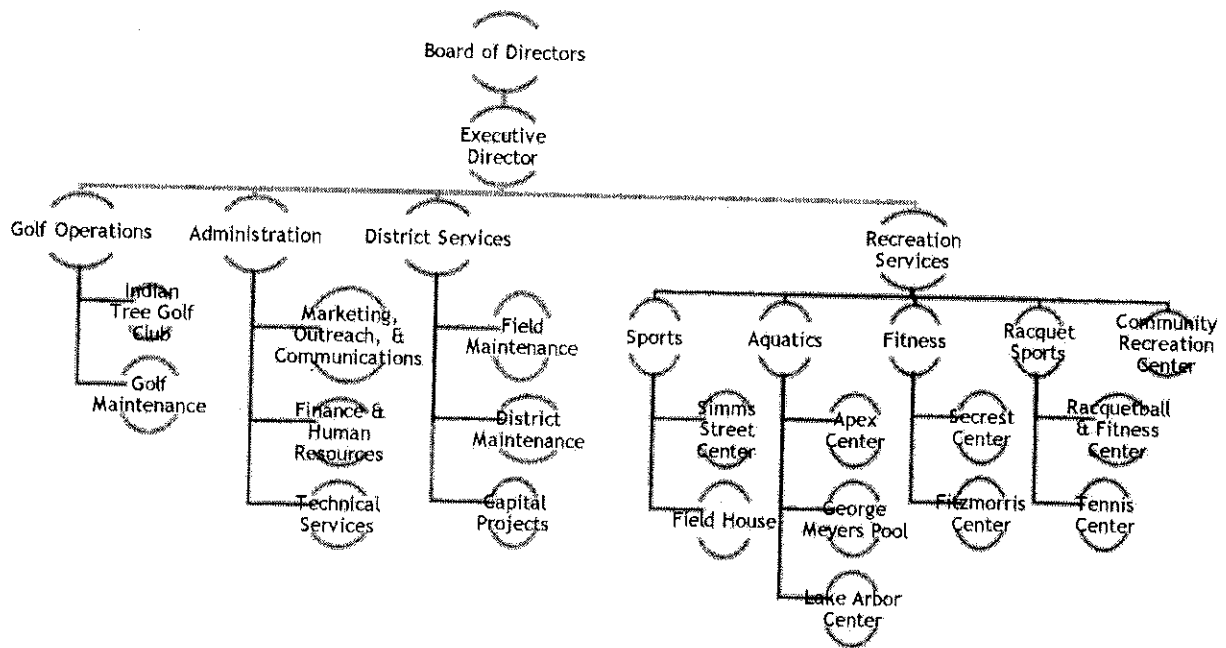 Board of Directors
Executive
Director
Golf Operations
Administration
District Services
Recreation
Services
Indian
Tree Golf
Club
Golf
Maintenance
Marketing,
Outreach, &
Communications
Finance &
Human
Resources
Technical
Services
Field
Maintenance
District
Maintenance
Capital
Projects
Sports
Aquatics
Fitness
Racquet
Sports
Community
Recreation
Center
Simms
Street
Center
Field House
Apex
Center
George
Meyers Pool
Lake Arbor
Center
Secrest
Center
Fitzmorris
Center
Racquetball
& Fitness
Center
Tennis
Center